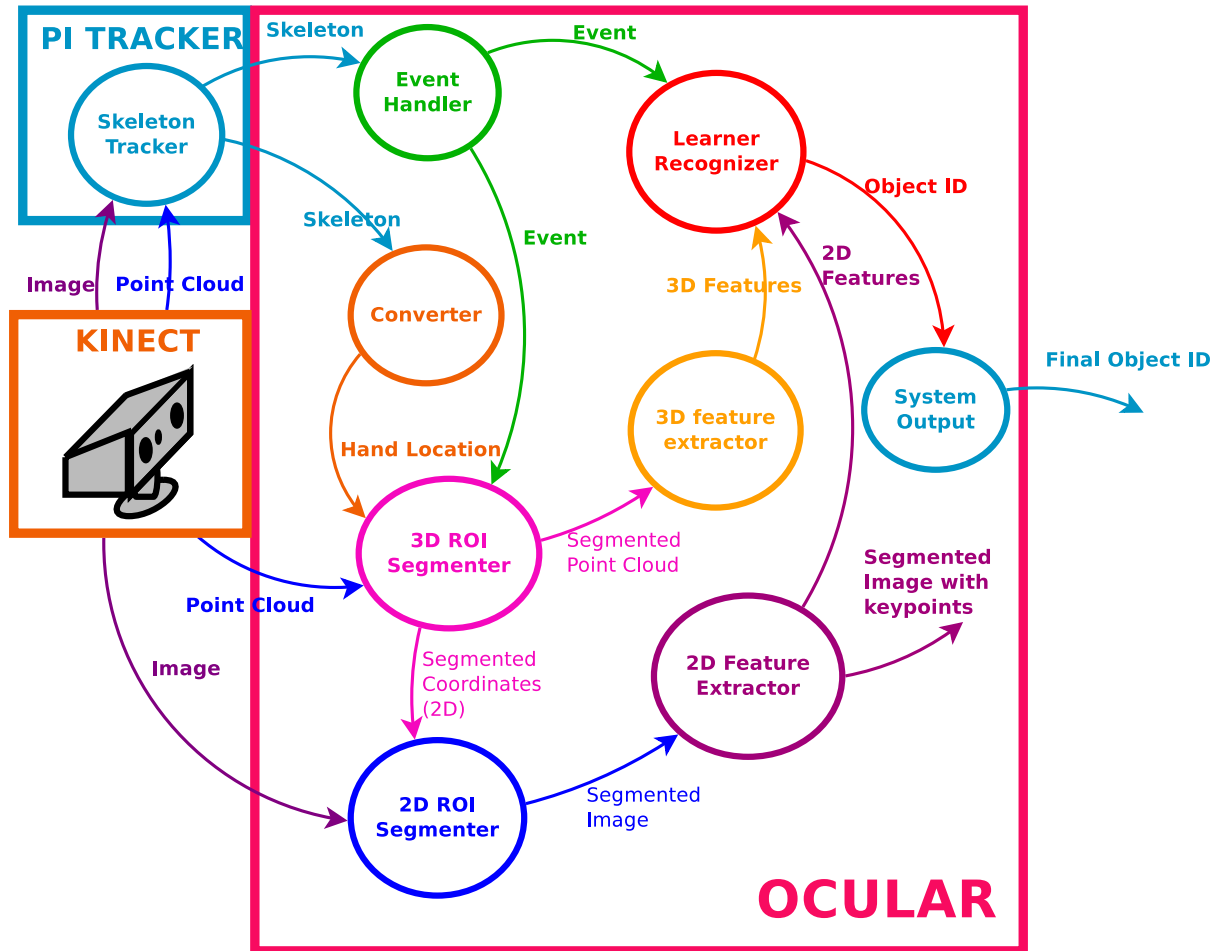 PI TRACKER
Skeleton
Tracker
Skeleton
Event
Handler
Event
Learner
Recognizer
Object ID
Skeleton
Event
Image
Point Cloud
KINECT
Converter
3D Features
2D
Features
Hand Location
3D feature
extractor
System
Output
Final Object ID
3D ROI
Segmenter
Segmented
Point Cloud
Point Cloud
Image
Segmented
Coordinates
(2D)
2D Feature
Extractor
Segmented
Image with
keypoints
2D ROI
Segmenter
Segmented
Image
OCULAR